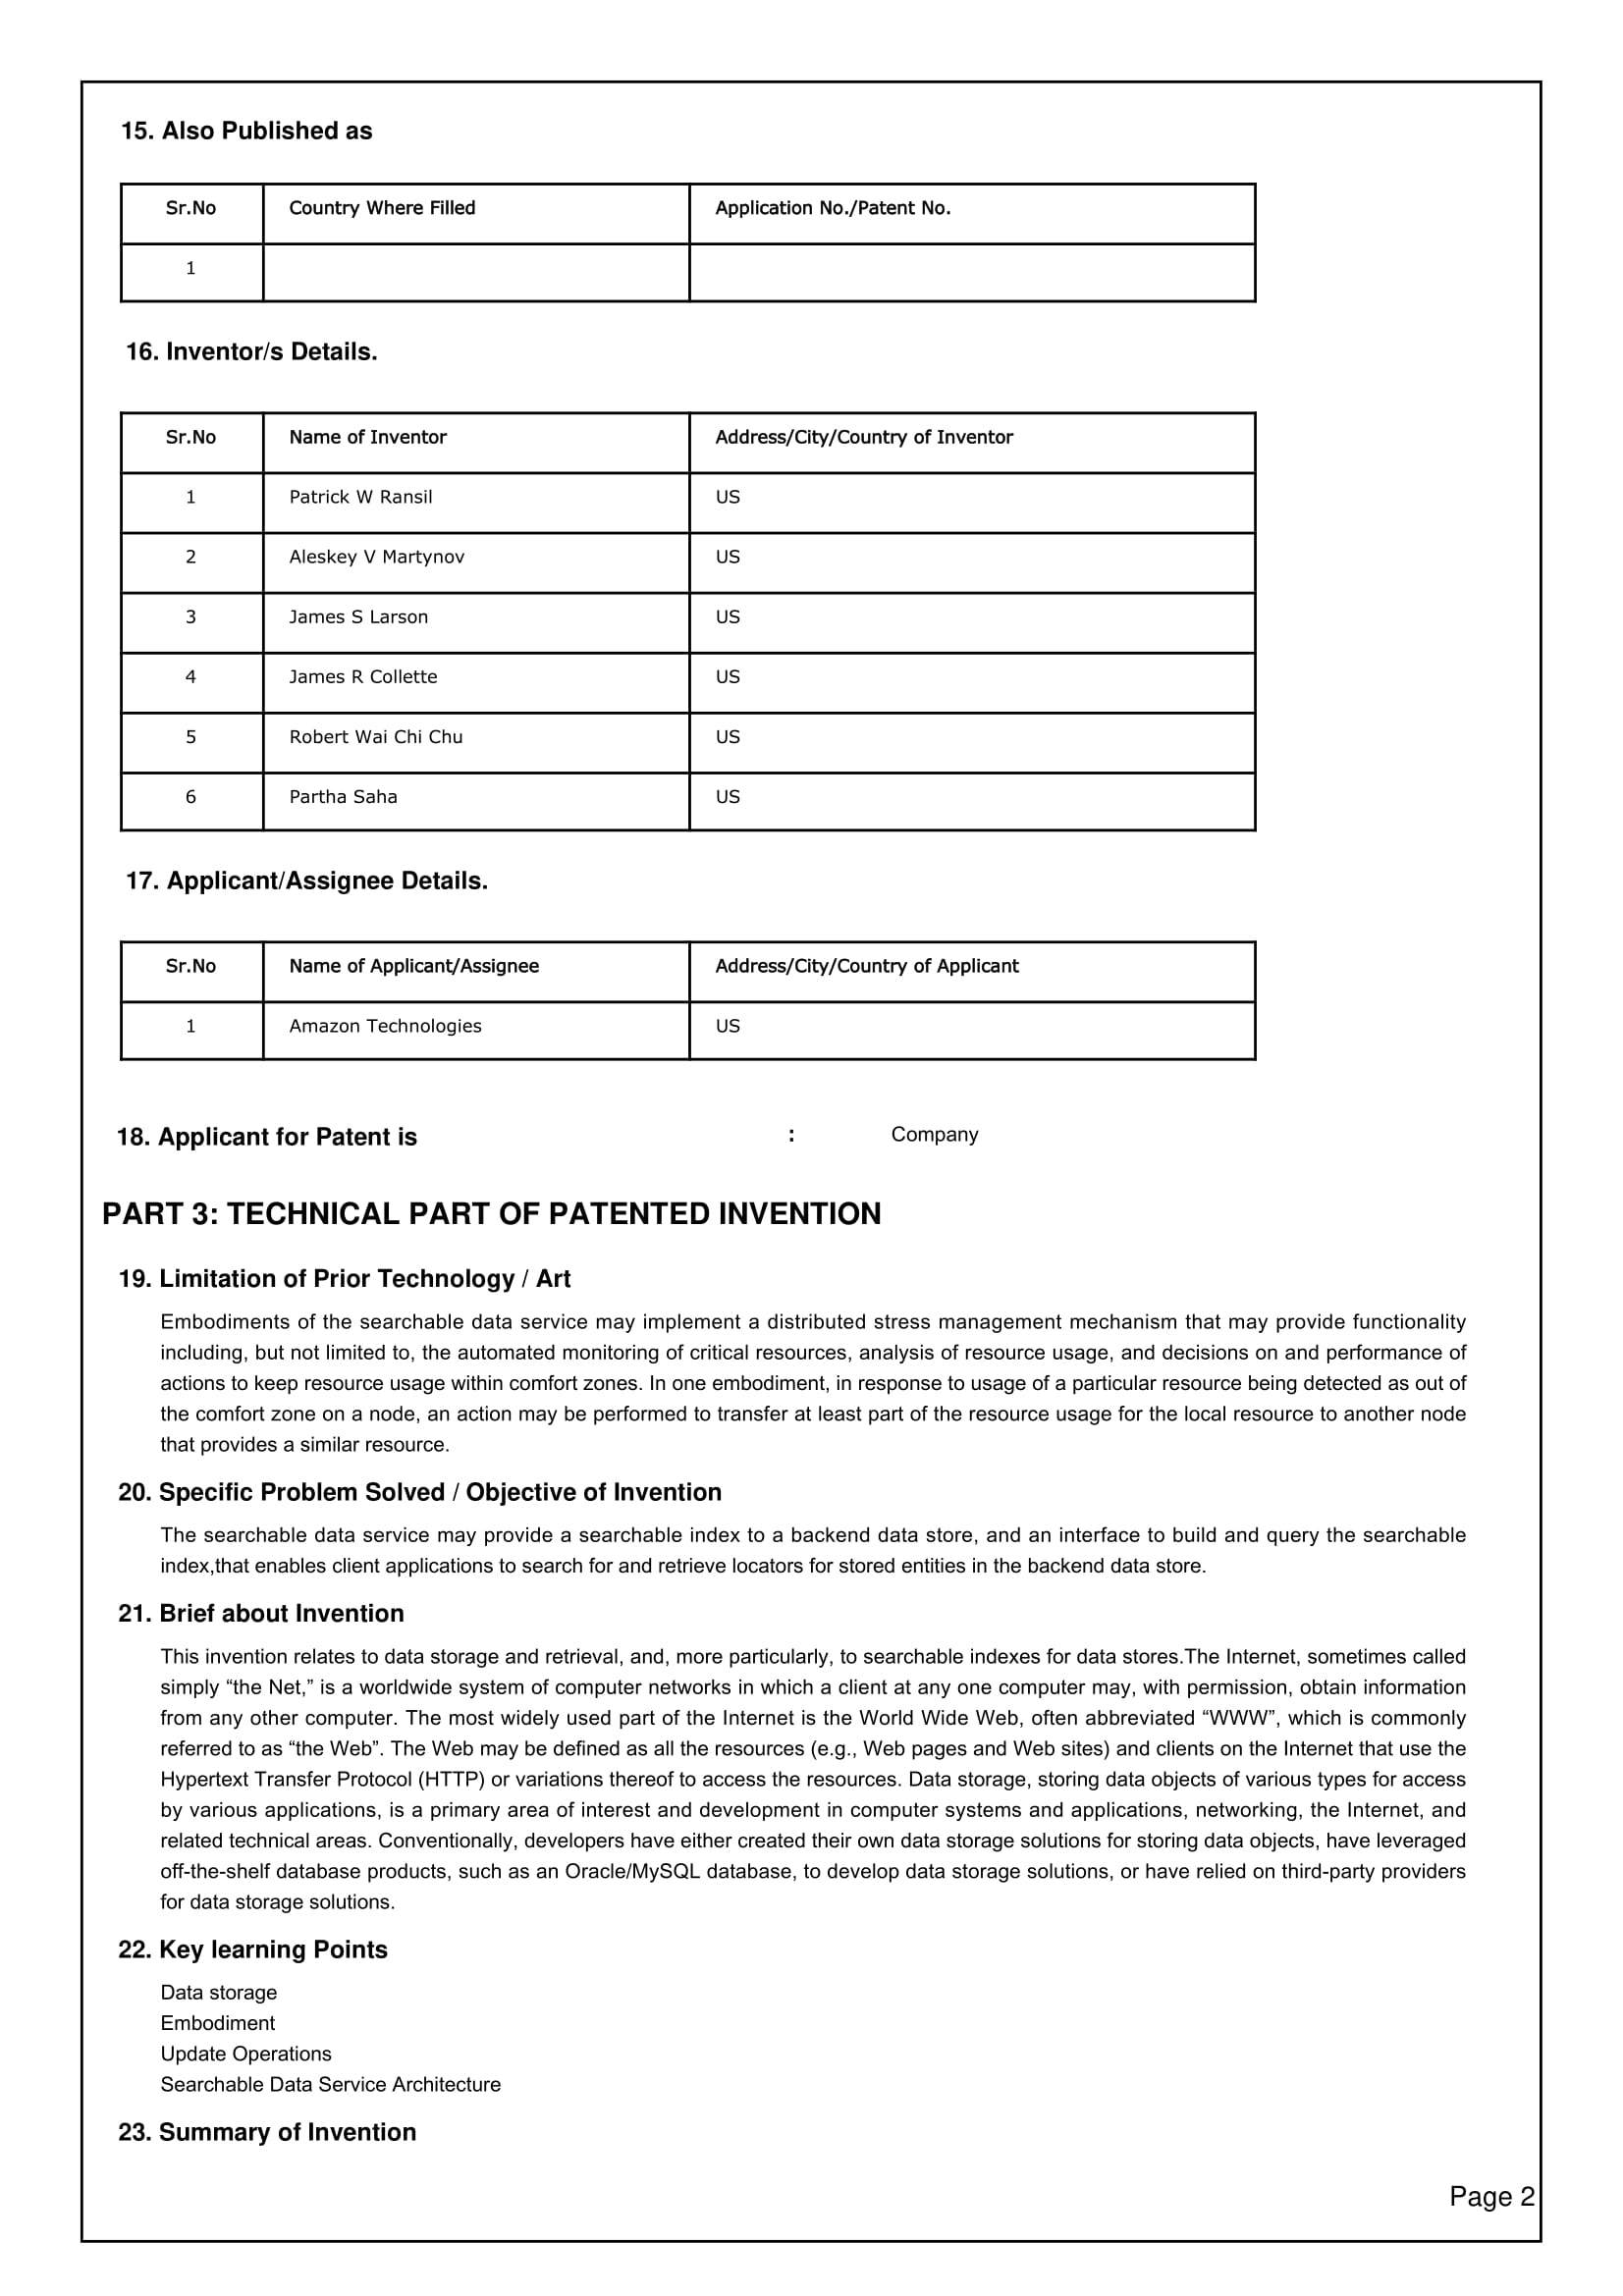 15. Also Published as
Sr.No Country Where Filled Application No./Patent No.
1
16. Inventor/s Details.
Sr.No Name of Inventor Address/City/Country of Inventor
1 Patrick W Ransil US
2 Aleskey V Martynov US
3 James S Larson US
4 James R Collette US
5 Robert Wai Chi Chu US
6 Partha Saha US
17. Applicant/Assignee Details.
Sr.No Name of Applicant/Assignee Address/City/Country of Applicant
1 Amazon Technologies US
18. Applicant for Patent is : Company
PART 3: TECHNICAL PART OF PATENTED INVENTION
19. Limitation of Prior Technology / Art
Embodiments of the searchable data service may implement a distributed stress management mechanism that may provide functionality
including, but not limited to, the automated monitoring of critical resources, analysis of resource usage, and decisions on and performance of
actions to keep resource usage within comfort zones. In one embodiment, in response to usage of a particular resource being detected as out of
the comfort zone on a node, an action may be performed to transfer at least part of the resource usage for the local resource to another node
that provides a similar resource.
20. Specific Problem Solved / Objective of Invention
The searchable data service may provide a searchable index to a backend data store, and an interface to build and query the searchable
index,that enables client applications to search for and retrieve locators for stored entities in the backend data store.
21. Brief about Invention
This invention relates to data storage and retrieval, and, more particularly, to searchable indexes for data stores.The Internet, sometimes called
simply “the Net,” is a worldwide system of computer networks in which a client at any one computer may, with permission, obtain information
from any other computer. The most widely used part of the Internet is the World Wide Web, often abbreviated “WWW”, which is commonly
referred to as “the Web”. The Web may be defined as all the resources (e.g., Web pages and Web sites) and clients on the Internet that use the
Hypertext Transfer Protocol (HTTP) or variations thereof to access the resources. Data storage, storing data objects of various types for access
by various applications, is a primary area of interest and development in computer systems and applications, networking, the Internet, and
related technical areas. Conventionally, developers have either created their own data storage solutions for storing data objects, have leveraged
off-the-shelf database products, such as an Oracle/MySQL database, to develop data storage solutions, or have relied on third-party providers
for data storage solutions.
22. Key learning Points
Data storage
Embodiment
Update Operations
Searchable Data Service Architecture
23. Summary of Invention
Page 2